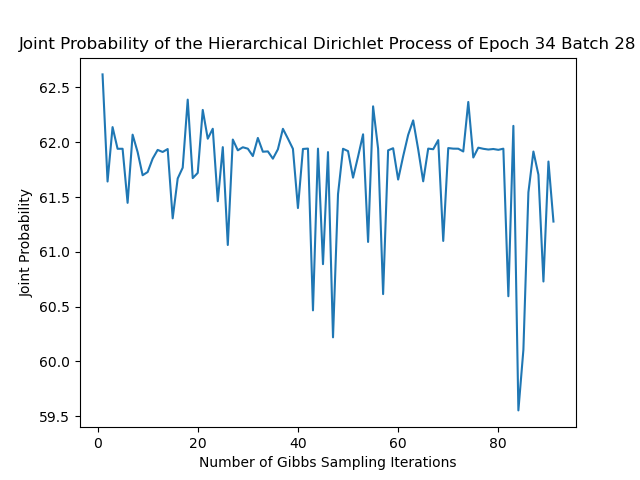 Joint Probability of the Hierarchical Dirichlet Process of Epoch 34 Batch 28
62.5
62.0
61.5
61.0
60.5
60.0
59.5
Joint Probability
0 20 40 60 80
Number of Gibbs Sampling Iterations